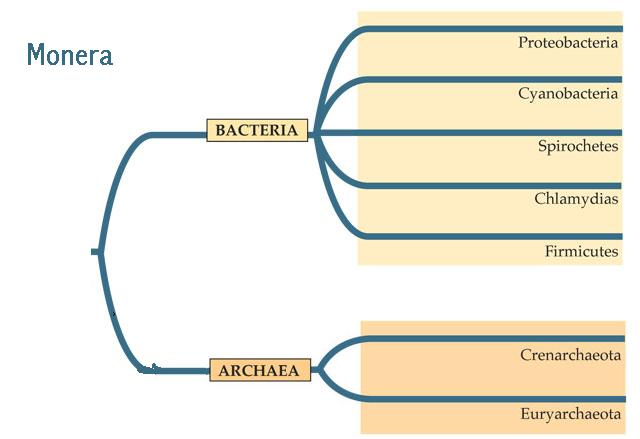 Monera
Proteobacteria
Cyanobacteria
BACTERIA
Spirochetes
Chlamydias
Firmicutes
Crenarchaeota
ARCHAEA
Euryarchaeota